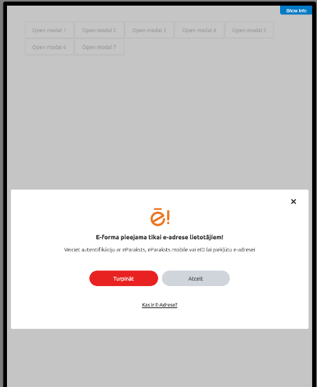 Show Info
Open modal 1
Open modal 2
Open modal 3
Open modal 4
Open modal 5
Open modal 6
Open modal 7
ē!
E-forma pieejama tikai e-adrese lietotājiem!
Veiciet autentifikāciju ar eParaksts, eParaksts mobile vai eID lai piekļūtu e-adresei
Turpināt
Atcelt
Kas ir E-Adrese?